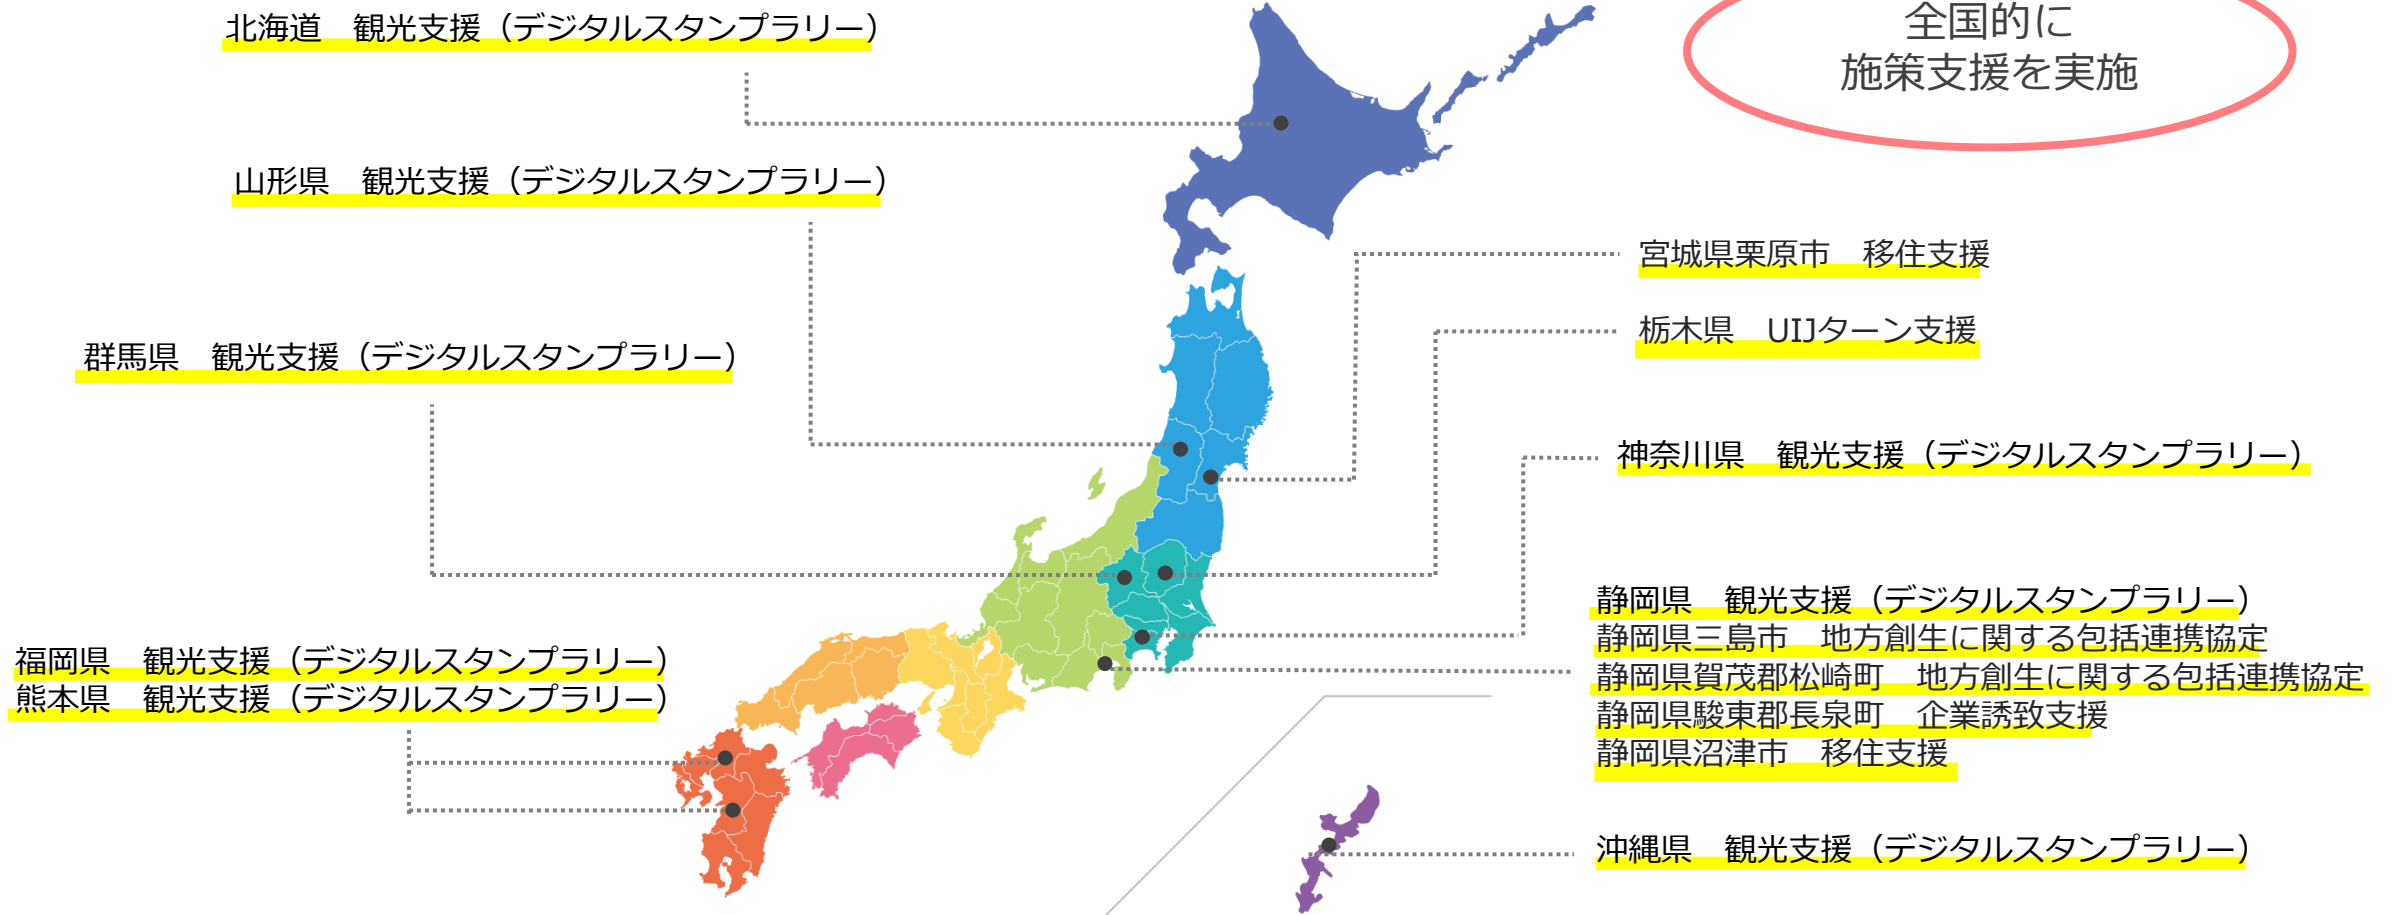 北海道　観光支援（デジタルスタンプラリー）
全国的に
施策支援を実施
山形県　観光支援（デジタルスタンプラリー）
宮城県栗原市　移住支援
栃木県　UIJターン支援
群馬県　観光支援（デジタルスタンプラリー）
神奈川県　観光支援（デジタルスタンプラリー）
静岡県　観光支援（デジタルスタンプラリー）
静岡県三島市　地方創生に関する包括連携協定
静岡県賀茂郡松崎町　地方創生に関する包括連携協定
静岡県駿東郡長泉町　企業誘致支援
静岡県沼津市　移住支援
福岡県　観光支援（デジタルスタンプラリー）
熊本県　観光支援（デジタルスタンプラリー）
沖縄県　観光支援（デジタルスタンプラリー）